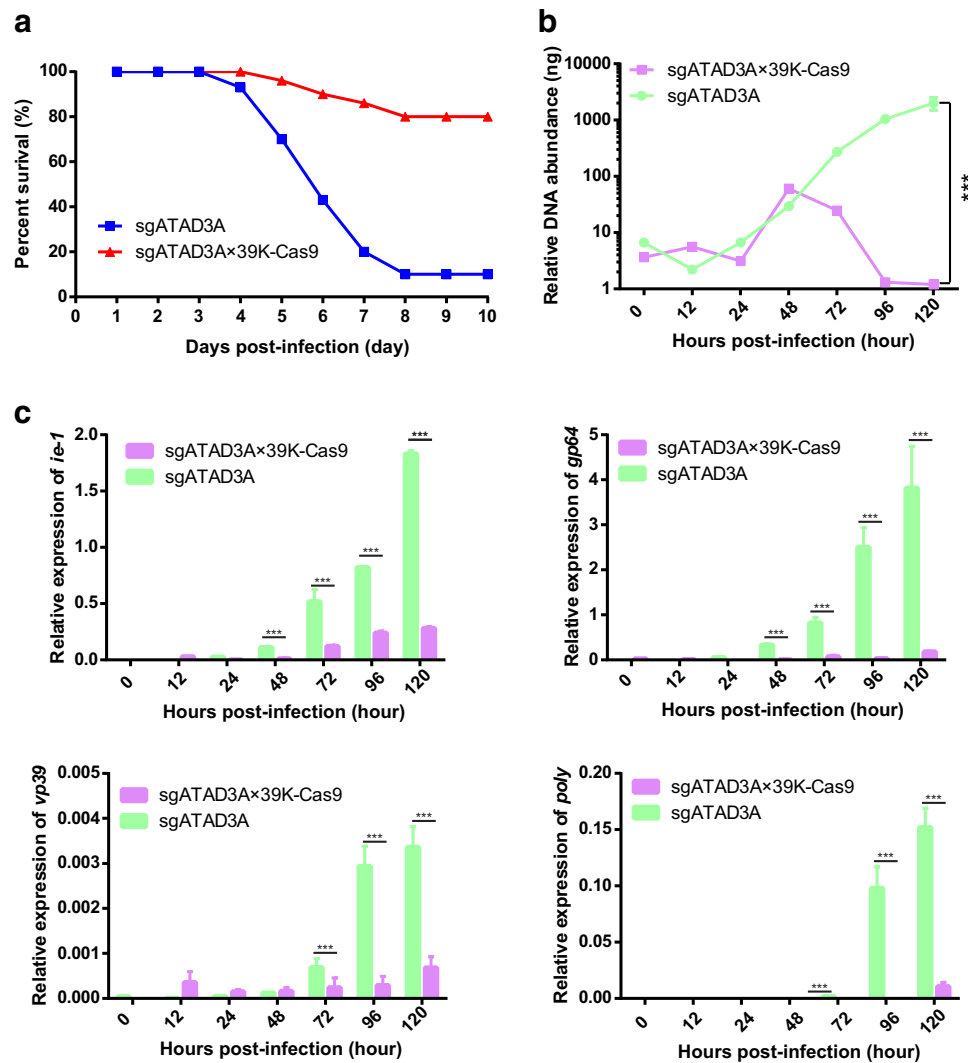 a
Percent surival (%)
100
80
60
40
20
0
sgATAD3A
sgATAD3A×39K-Cas9
0 1 2 3 4 5 6 7 8 9 10
Days post-infection (day)
b
Relative DNA abundance (ng)
10000
1000
100
10
1
sgATAD3A×39K-Cas9
sgATAD3A
***
0 12 24 48 72 96 120
Hours post-infection (hour)
c
Relative expression of ie-1
2.0
1.5
1.0
0.5
0.0
sgATAD3A×39K-Cas9
sgATAD3A
*** *** *** ***
0 12 24 48 72 96 120
Hours post-infection (hour)
Relative expression of gp64
5
4
3
2
1
0
sgATAD3A×39K-Cas9
sgATAD3A
*** *** *** ***
0 12 24 48 72 96 120
Hours post-infection (hour)
Relative expression of vp39
0.005
0.004
0.003
0.002
0.001
0.000
sgATAD3A×39K-Cas9
sgATAD3A
*** *** ***
0 12 24 48 72 96 120
Hours post-infection (hour)
Relative expression of poly
0.20
0.15
0.10
0.05
0.00
sgATAD3A×39K-Cas9
sgATAD3A
*** *** ***
0 12 24 48 72 96 120
Hours post-infection (hour)